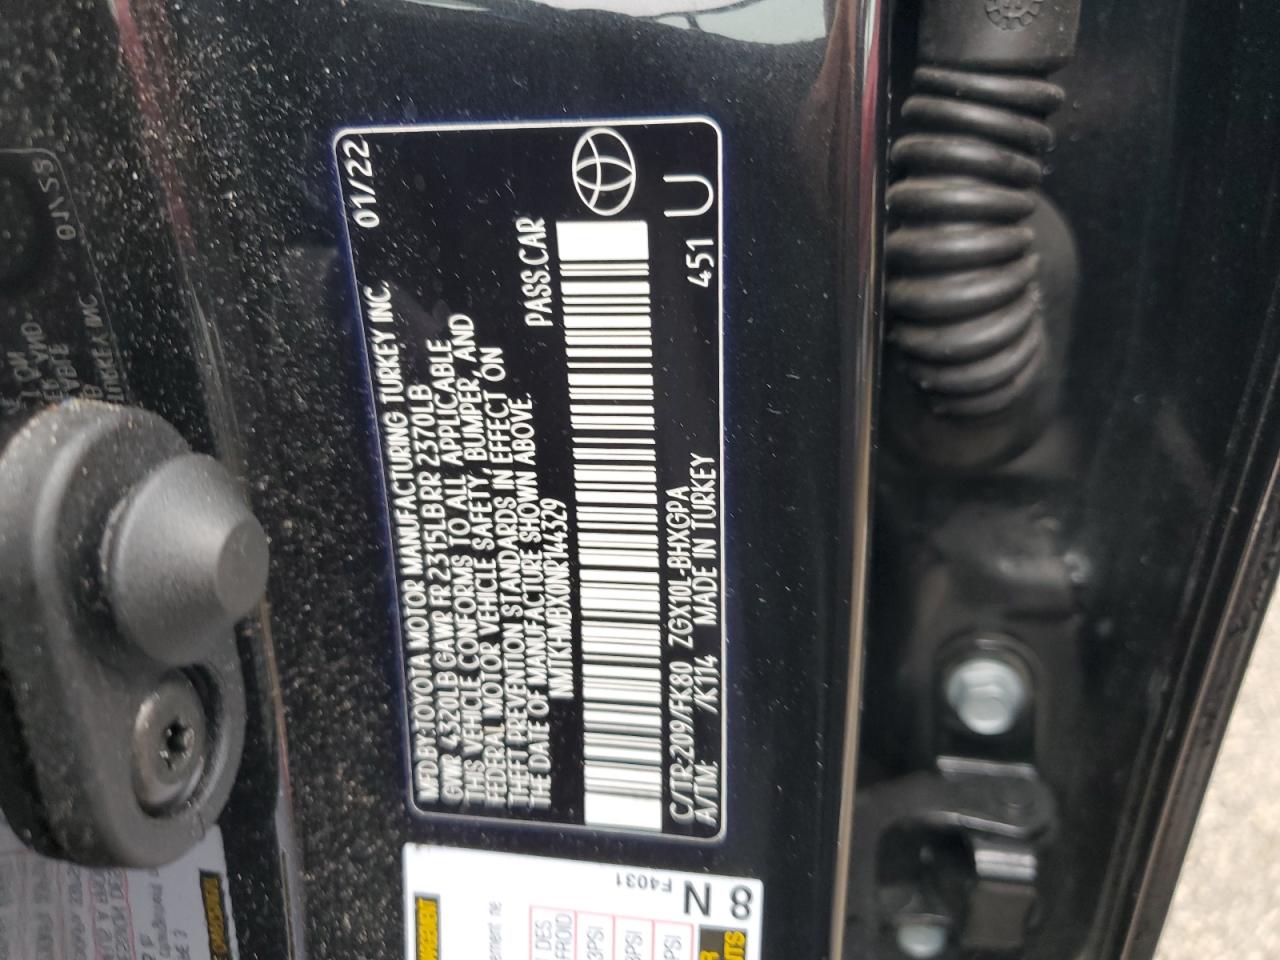 MFD.BY:TOYOTA MOTOR MANUFACTURING TURKEY INC. 01/22
GVWR 4320LB GAWR FR 2315LB RR 2370LB
THIS VEHICLE CONFORMS TO ALL APPLICABLE
FEDERAL MOTOR VEHICLE SAFETY, BUMPER, AND
THEFT PREVENTION STANDARDS IN EFFECT ON
THE DATE OF MANUFACTURE SHOWN ABOVE.
NMTKHMBX0NR144329 PASS.CAR
C/TR:209/FK80 ZGX10L-BHXGPA 451 U
A/TM: /K114 MADE IN TURKEY
8 N
F4031